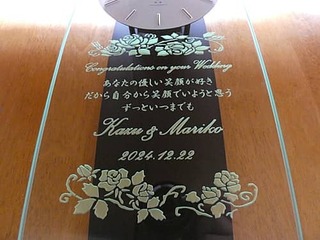 Congratulations on your Wedding
あなたの優しい笑顔が好き
だから自分から笑顔でいようと思う
ずっといつまでも
Kazu & Mariko
2024.12.22